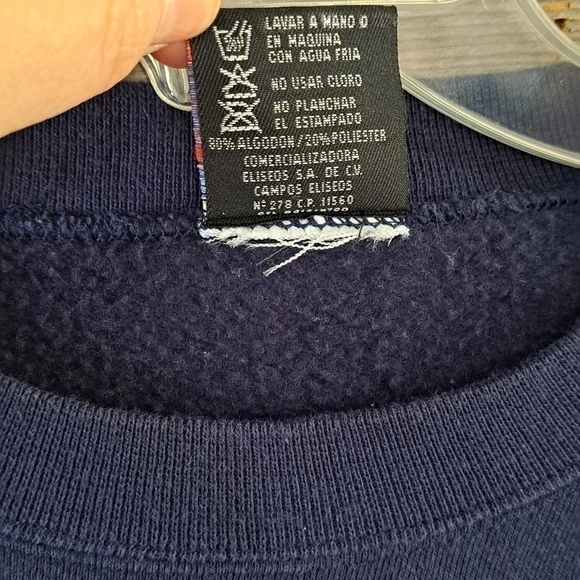 LAVAR A MANO O
EN MAQUINA
CON AGUA FRIA
NO USAR CLORO
NO PLANCHAR
EL ESTAMPADO
80% ALGODON/20% POLIESTER
COMERCIALIZADORA
ELISEOS S.A. DE C.V.
CAMPOS ELISEOS
Nº 278 C.P. 11560